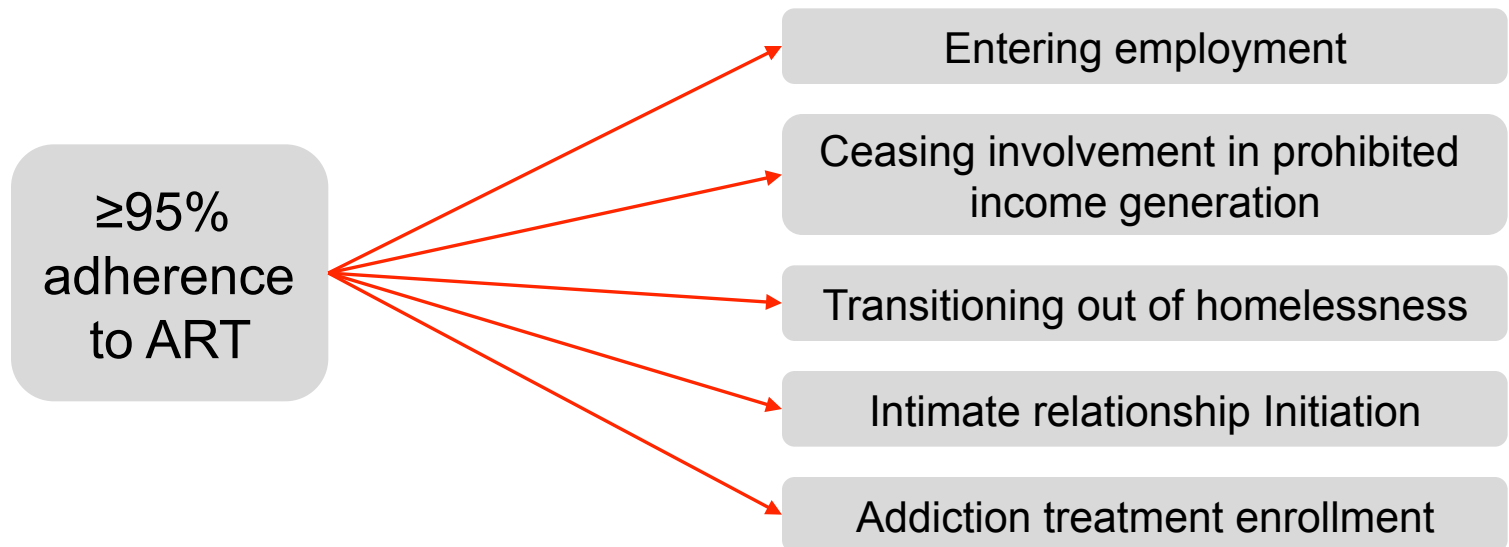 ≥95%
adherence
to ART
Entering employment
Ceasing involvement in prohibited
income generation
Transitioning out of homelessness
Intimate relationship Initiation
Addiction treatment enrollment